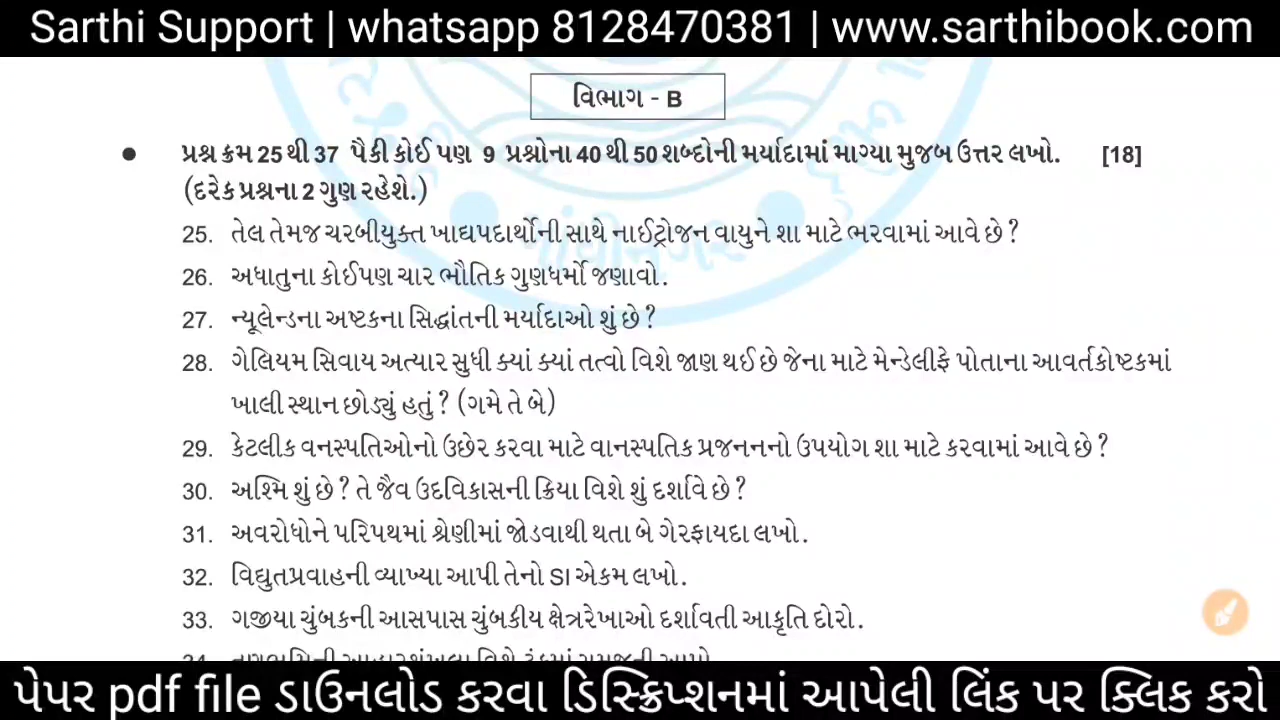 Sarthi Support | whatsapp 8128470381 | www.sarthibook.com
વિભાગ - B
● પ્રશ્ન ક્રમ 25 થી 37 પૈકી કોઈ પણ 9 પ્રશ્નોના 40 થી 50 શબ્દોની મર્યાદામાં માગ્યા મુજબ ઉત્તર લખો. [18]
(દરેક પ્રશ્નના 2 ગુણ રહેશે.)
25. તેલ તેમજ ચરબીયુક્ત ખાદ્યપદાર્થોની સાથે નાઈટ્રોજન વાયુને શા માટે ભરવામાં આવે છે ?
26. અધાતુના કોઈપણ ચાર ભૌતિક ગુણધર્મો જણાવો.
27. ન્યૂલેન્ડના અષ્ટકના સિદ્ધાંતની મર્યાદાઓ શું છે ?
28. ગેલિયમ સિવાય અત્યાર સુધી ક્યાં ક્યાં તત્વો વિશે જાણ થઈ છે જેના માટે મેન્ડેલીફે પોતાના આવર્તકોષ્ટકમાં
ખાલી સ્થાન છોડ્યું હતું ? (ગમે તે બે)
29. કેટલીક વનસ્પતિઓનો ઉછેર કરવા માટે વાનસ્પતિક પ્રજનનનો ઉપયોગ શા માટે કરવામાં આવે છે ?
30. અશ્મિ શું છે ? તે જૈવ ઉદવિકાસની ક્રિયા વિશે શું દર્શાવે છે ?
31. અવરોધોને પરિપથમાં શ્રેણીમાં જોડવાથી થતા બે ગેરફાયદા લખો.
32. વિદ્યુતપ્રવાહની વ્યાખ્યા આપી તેનો SI એકમ લખો.
33. ગજીયા ચુંબકની આસપાસ ચુંબકીય ક્ષેત્રરેખાઓ દર્શાવતી આકૃતિ દોરો.
પેપર pdf file ડાઉનલોડ કરવા ડિસ્ક્રિપ્શનમાં આપેલી લિંક પર ક્લિક કરો